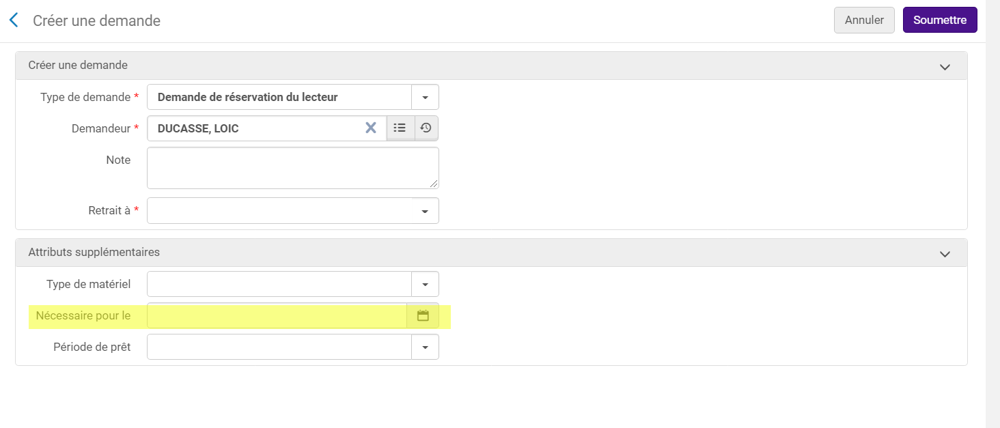 Créer une demande
Annuler
Soumettre
Créer une demande
Type de demande * Demande de réservation du lecteur
Demandeur * DUCASSE, LOIC
Note
Retrait à *
Attributs supplémentaires
Type de matériel
Nécessaire pour le
Période de prêt